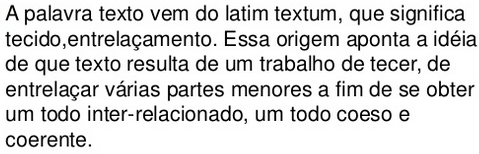 A palavra texto vem do latim textum, que significa
tecido,entrelaçamento. Essa origem aponta a idéia
de que texto resulta de um trabalho de tecer, de
entrelaçar várias partes menores a fim de se obter
um todo inter-relacionado, um todo coeso e
coerente.